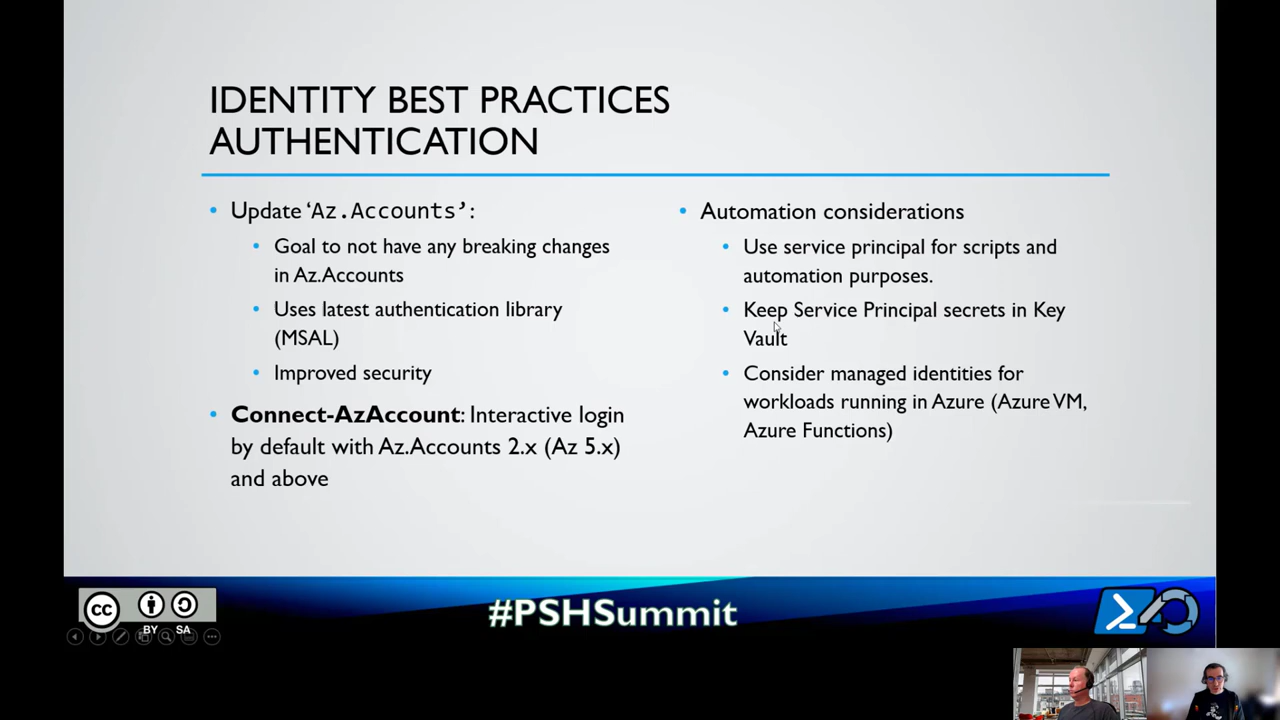 IDENTITY BEST PRACTICES
AUTHENTICATION
• Update ‘Az.Accounts’:
• Goal to not have any breaking changes
in Az.Accounts
• Uses latest authentication library
(MSAL)
• Improved security
• Connect-AzAccount: Interactive login
by default with Az.Accounts 2.x (Az 5.x)
and above
• Automation considerations
• Use service principal for scripts and
automation purposes.
• Keep Service Principal secrets in Key
Vault
• Consider managed identities for
workloads running in Azure (Azure VM,
Azure Functions)
cc
BY SA
#PSHSummit